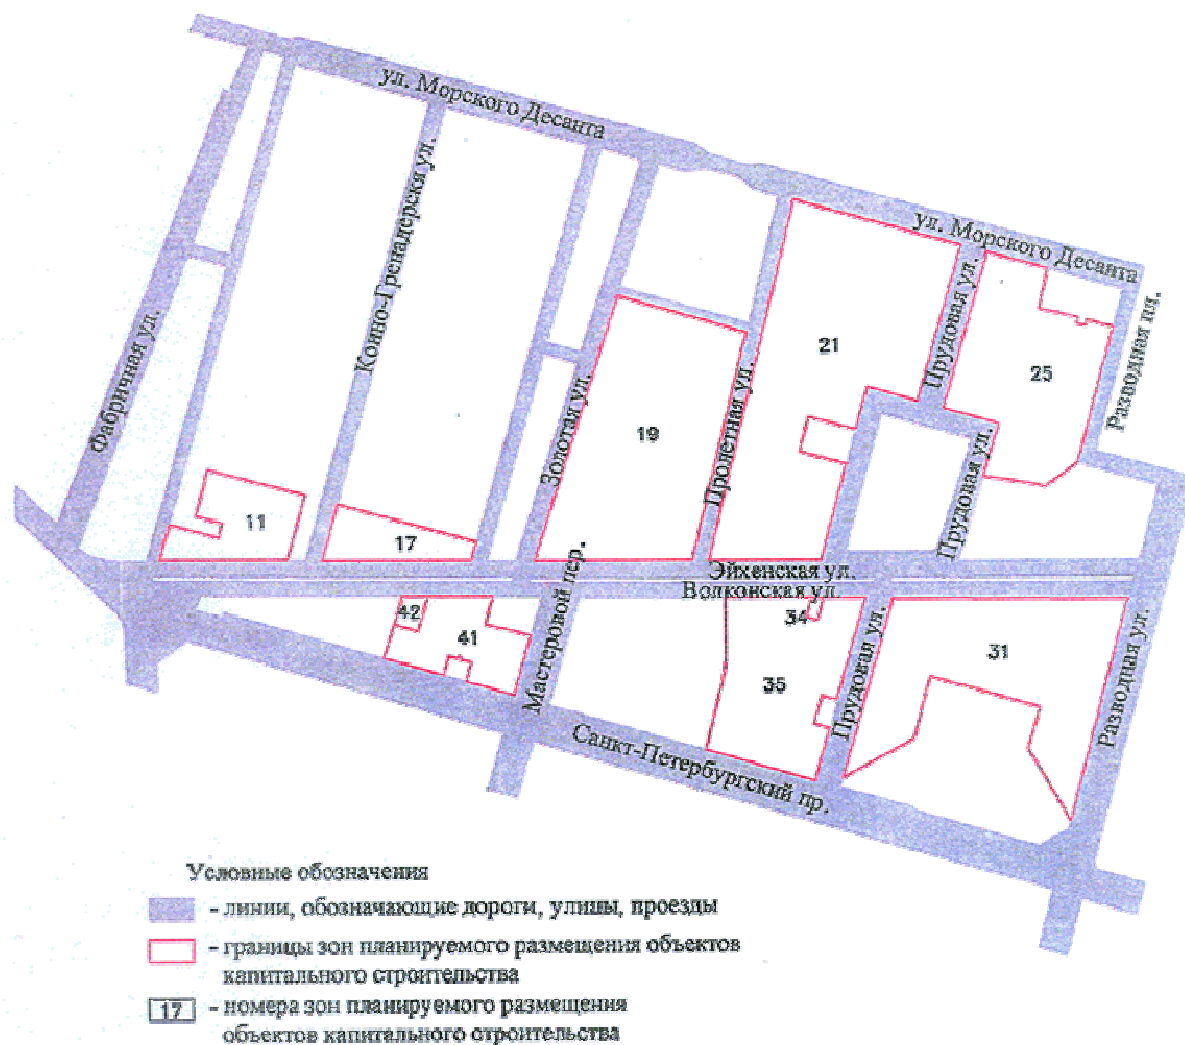 ул. Морского Десанта
ул. Морского Десанта
Фабричная ул.
Конно-Гренадерская ул.
Золотая ул.
Пролетная ул.
Прудовая ул.
Прудовая ул.
Разводная пл.
21
25
19
11
17
Эйхенская ул.
Волконская ул.
Мастеровой пер.
42
41
34
35
31
Прудовая ул.
Разводная ул.
Санкт-Петербургский пр.
Условные обозначения
- линии, обозначающие дороги, улицы, проезды
- границы зон планируемого размещения объектов
капитального строительства
17 - номера зон планируемого размещения
объектов капитального строительства